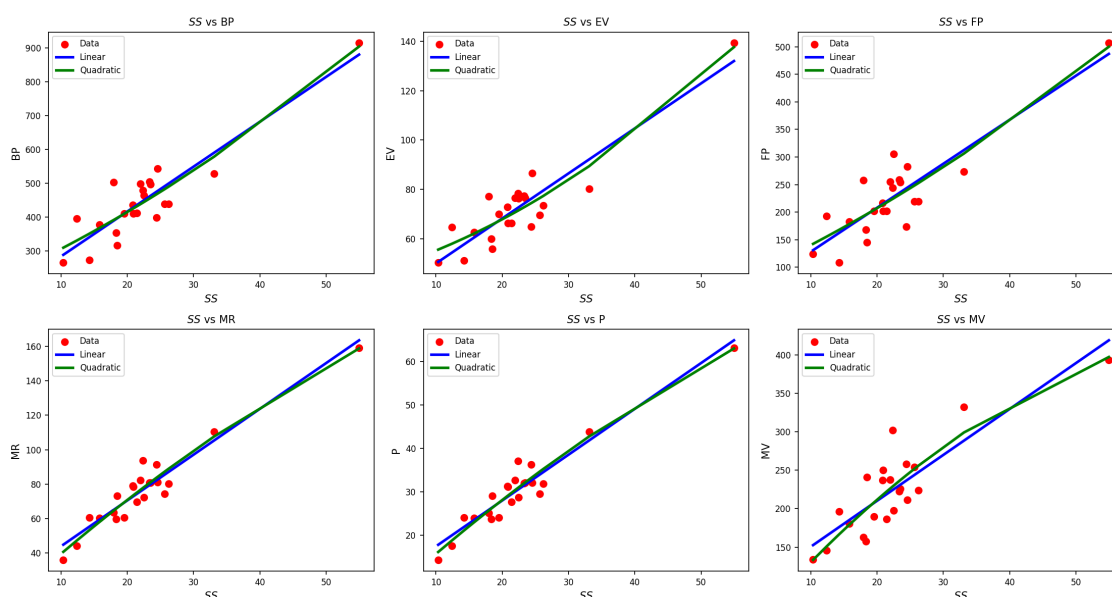 SS vs BP
Data
Linear
Quadratic
BP
900
800
700
600
500
400
300
10
20
30
40
50
SS
SS vs EV
Data
Linear
Quadratic
EV
140
120
100
80
60
10
20
30
40
50
SS
SS vs FP
Data
Linear
Quadratic
FP
500
450
400
350
300
250
200
150
100
10
20
30
40
50
SS
SS vs MR
Data
Linear
Quadratic
MR
160
140
120
100
80
60
40
10
20
30
40
50
SS
SS vs P
Data
Linear
Quadratic
P
60
50
40
30
20
10
20
30
40
50
SS
SS vs MV
Data
Linear
Quadratic
MV
400
350
300
250
200
150
10
20
30
40
50
SS